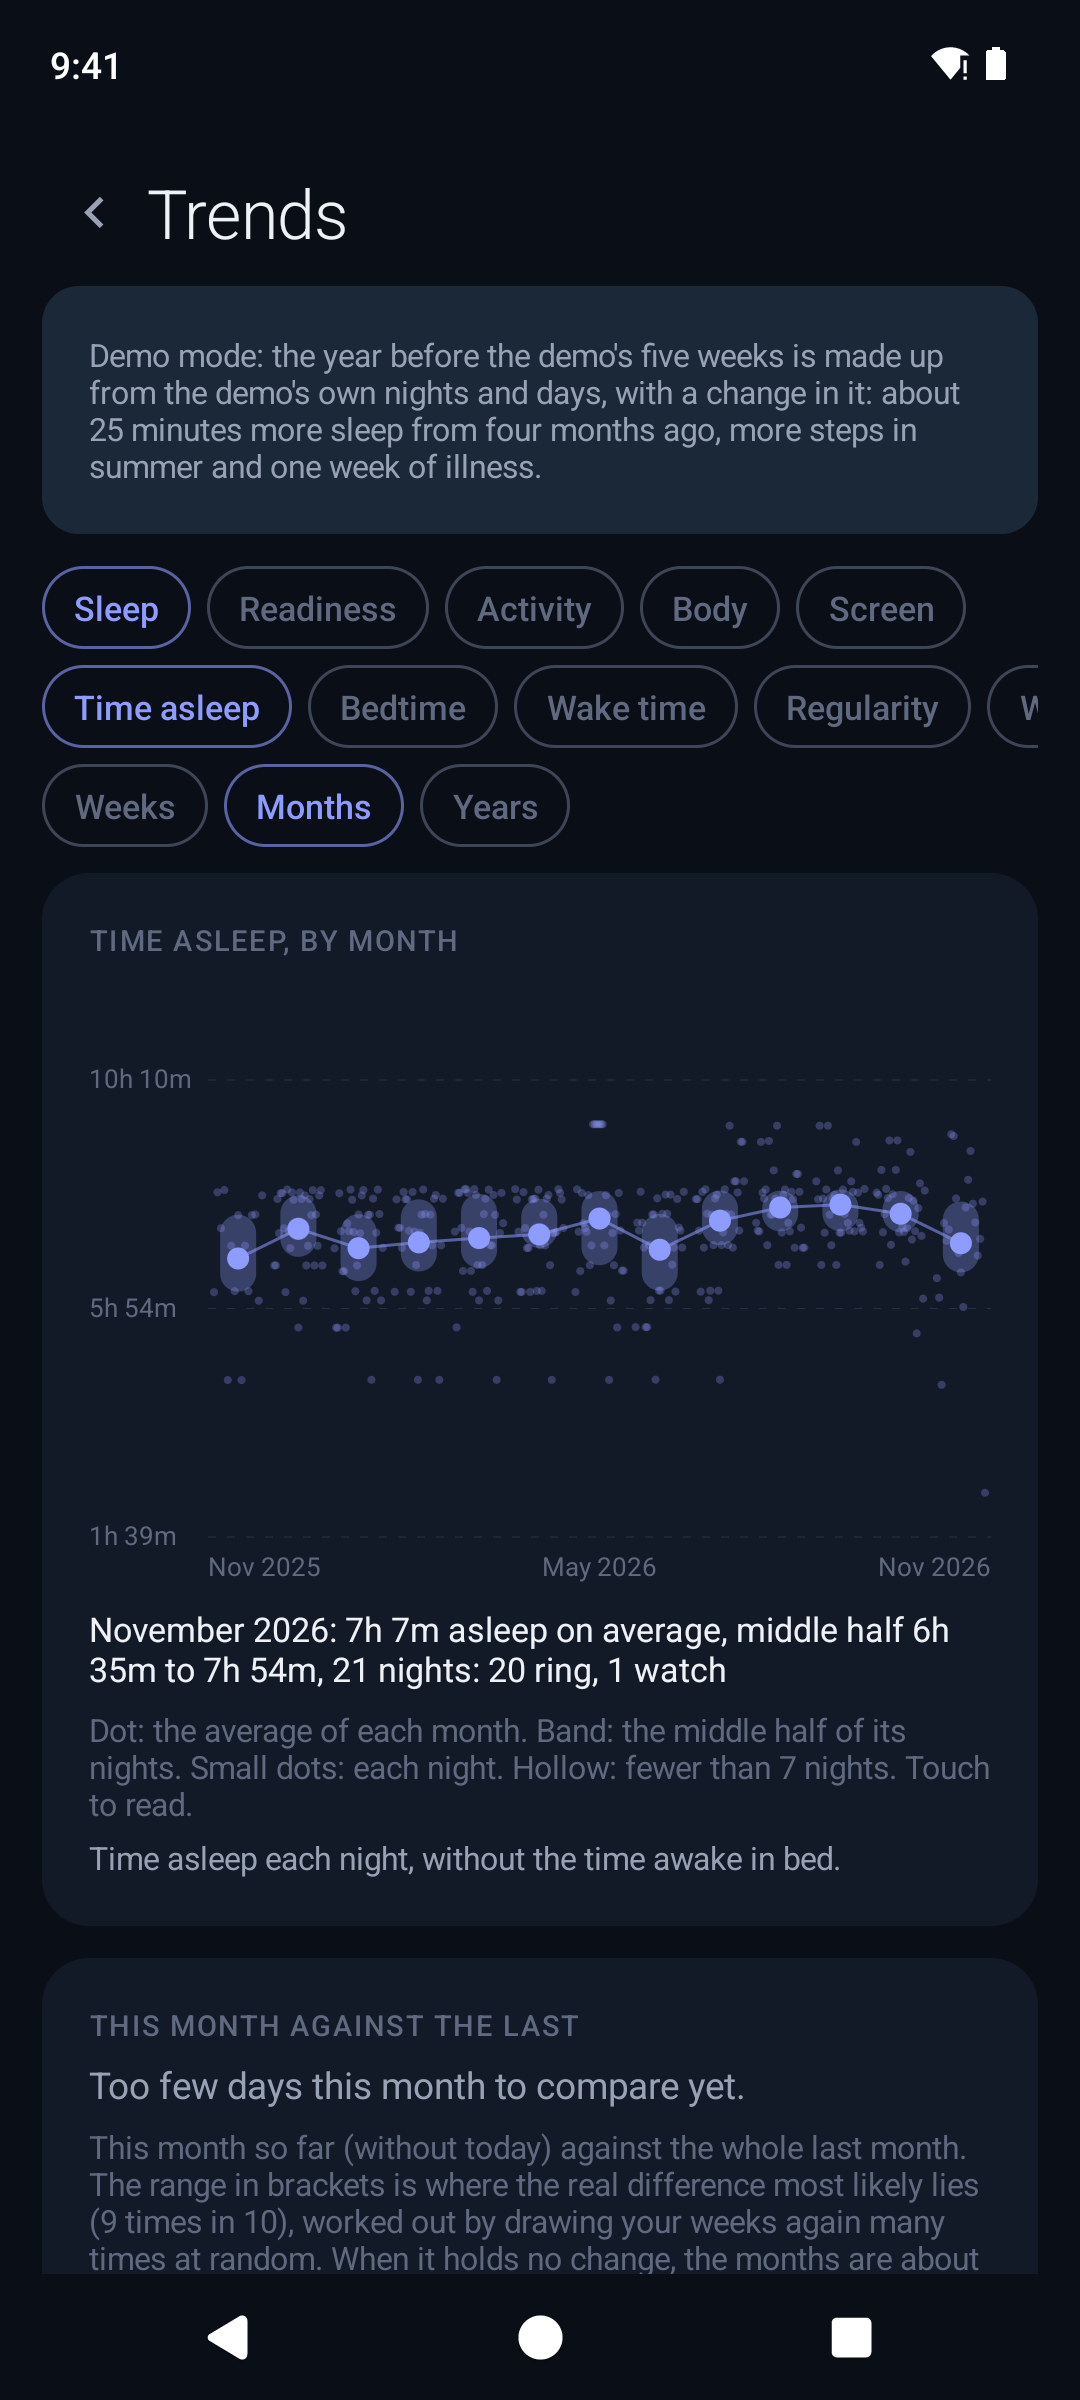 9:41
Trends
Demo mode: the year before the demo's five weeks is made up
from the demo's own nights and days, with a change in it: about
25 minutes more sleep from four months ago, more steps in
summer and one week of illness.
Sleep Readiness Activity Body Screen
Time asleep Bedtime Wake time Regularity
Weeks Months Years
TIME ASLEEP, BY MONTH
10h 10m
5h 54m
1h 39m
Nov 2025 May 2026 Nov 2026
November 2026: 7h 7m asleep on average, middle half 6h
35m to 7h 54m, 21 nights: 20 ring, 1 watch
Dot: the average of each month. Band: the middle half of its
nights. Small dots: each night. Hollow: fewer than 7 nights. Touch
to read.
Time asleep each night, without the time awake in bed.
THIS MONTH AGAINST THE LAST
Too few days this month to compare yet.
This month so far (without today) against the whole last month.
The range in brackets is where the real difference most likely lies
(9 times in 10), worked out by drawing your weeks again many
times at random. When it holds no change, the months are about